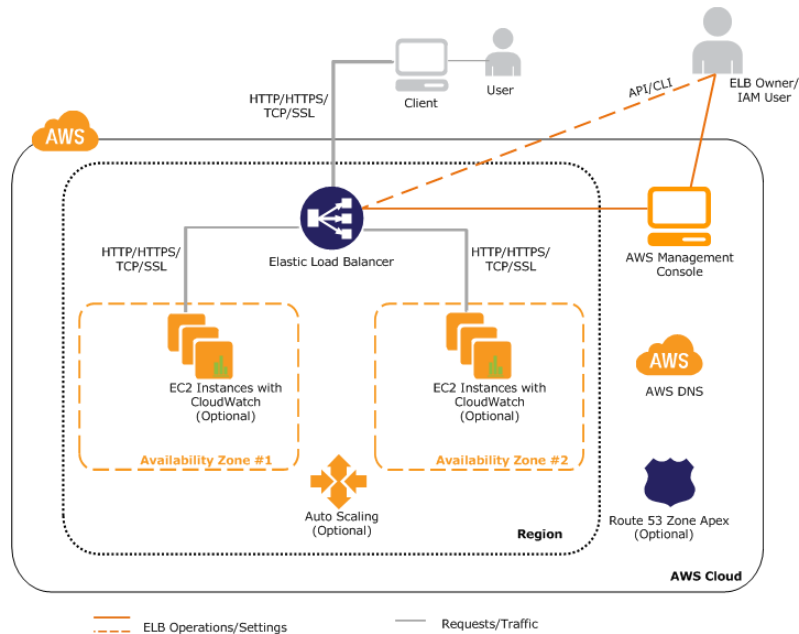 HTTP/HTTPS/
TCP/SSL
Client
User
API/CLI
ELB Owner/
IAM User
AWS
Elastic Load Balancer
HTTP/HTTPS/
TCP/SSL
HTTP/HTTPS/
TCP/SSL
AWS Management
Console
EC2 Instances with
CloudWatch
(Optional)
Availability Zone #1
EC2 Instances with
CloudWatch
(Optional)
Availability Zone #2
AWS
AWS DNS
Auto Scaling
(Optional)
Region
Route 53 Zone Apex
(Optional)
AWS Cloud
ELB Operations/Settings
Requests/Traffic